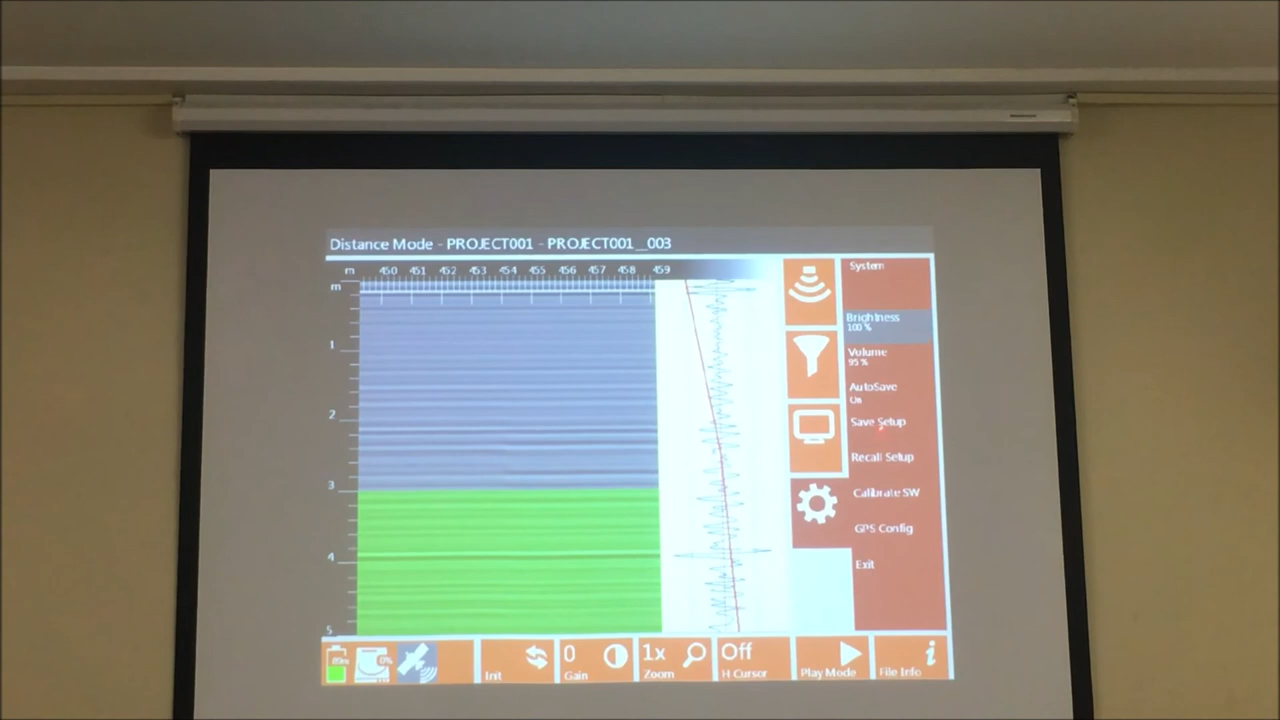 Distance Mode - PROJECT001 - PROJECT001__003
m 450 451 452 453 454 455 456 457 458 459
m
1
2
3
4
5
System
Brightness
100 %
Volume
95 %
AutoSave
On
Save Setup
Recall Setup
Calibrate SW
GPS Config
Exit
0%
Init
0
Gain
1x
Zoom
Off
H Cursor
Play Mode
i
File Info